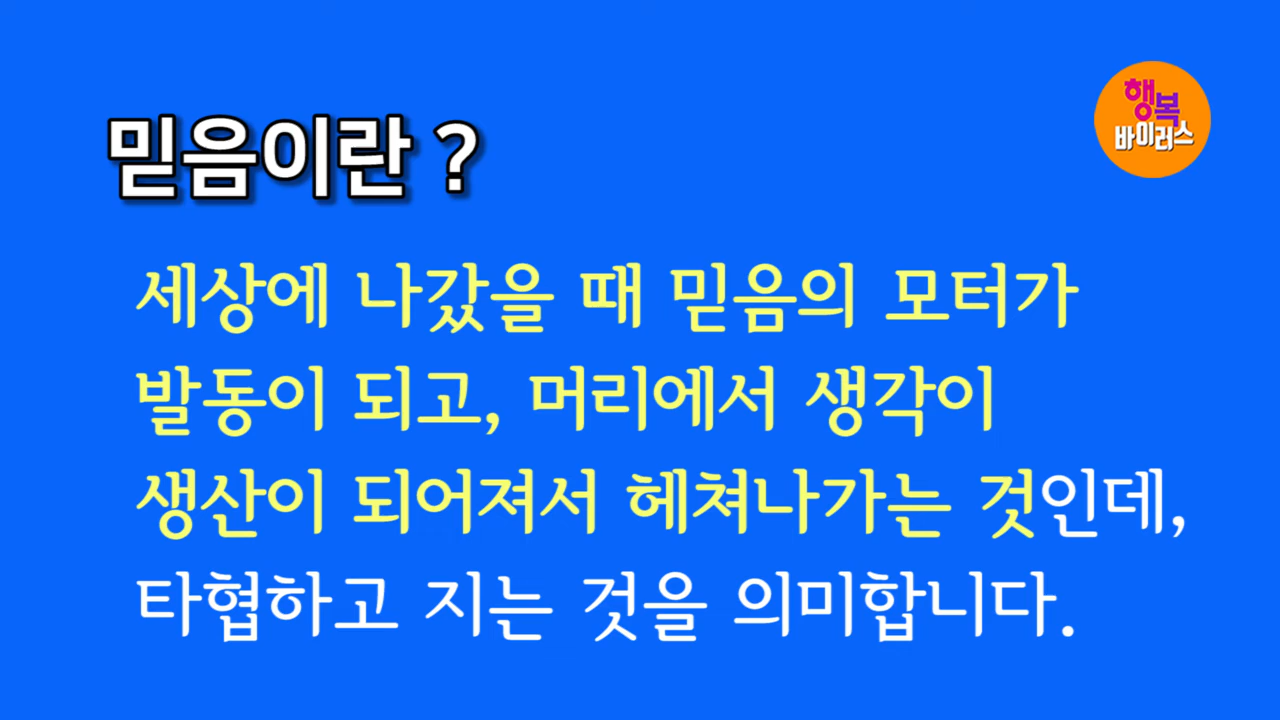 믿음이란 ?
행복
바이러스
세상에 나갔을 때 믿음의 모터가
발동이 되고, 머리에서 생각이
생산이 되어져서 헤쳐나가는 것인데,
타협하고 지는 것을 의미합니다.